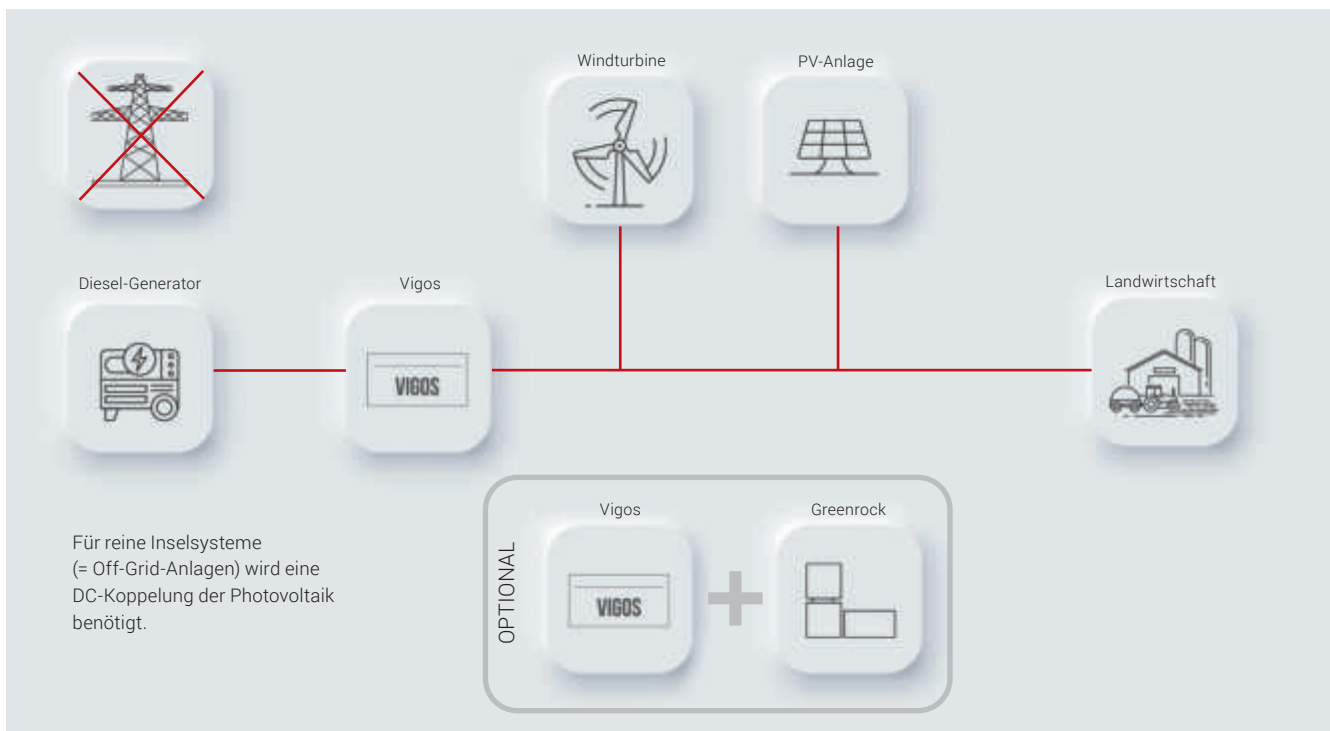 Windturbine
PV-Anlage
Diesel-Generator
Vigos
Landwirtschaft
VIGOS
Für reine Inselsysteme
(= Off-Grid-Anlagen) wird eine
DC-Koppelung der Photovoltaik
benötigt.
OPTIONAL
Vigos
Greenrock
VIGOS